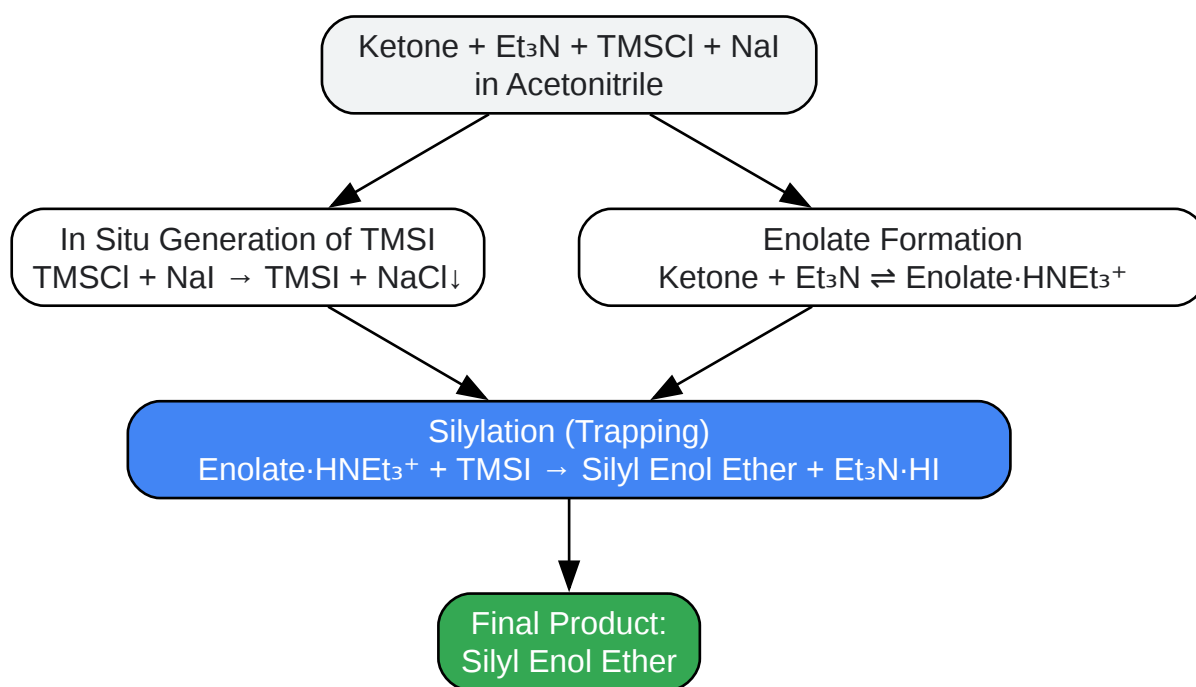 Ketone + Et₃N + TMSCl + NaI
in Acetonitrile
In Situ Generation of TMSI
TMSCl + NaI → TMSI + NaCl↓
Enolate Formation
Ketone + Et₃N ⇌ Enolate·HNEt₃⁺
Silylation (Trapping)
Enolate·HNEt₃⁺ + TMSI → Silyl Enol Ether + Et₃N·HI
Final Product:
Silyl Enol Ether